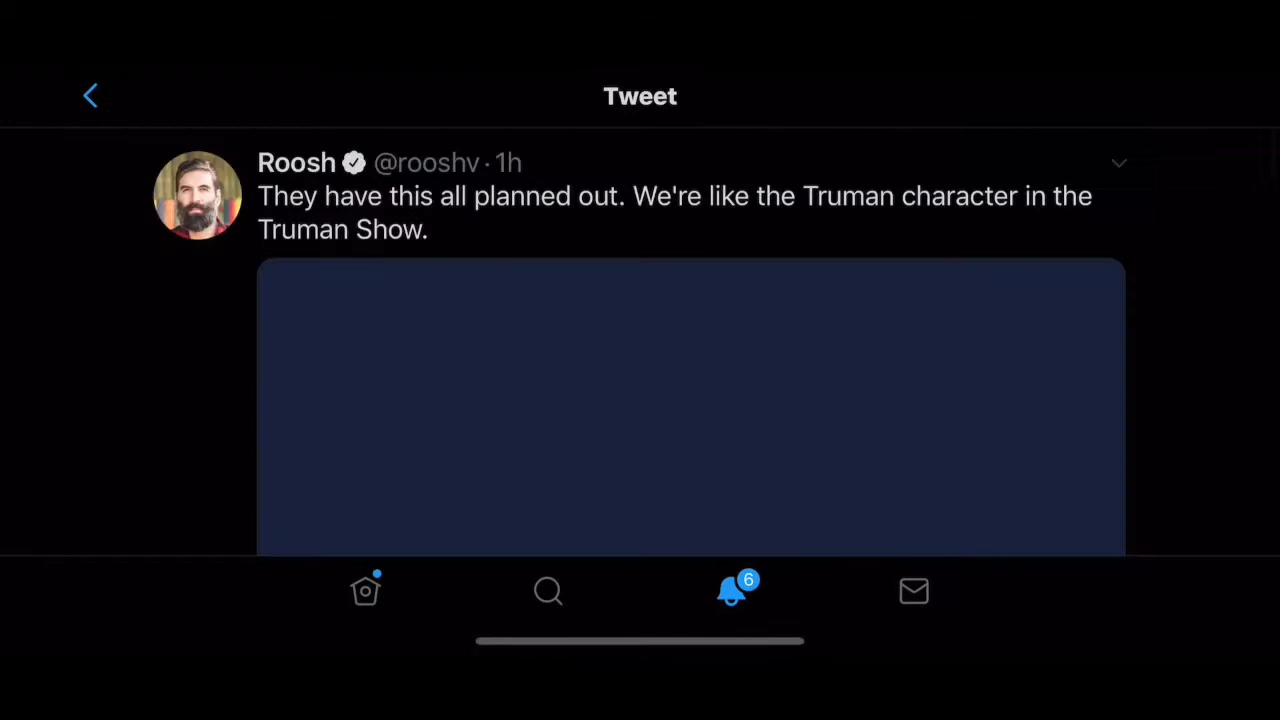 Tweet
Roosh @rooshv · 1h
They have this all planned out. We're like the Truman character in the
Truman Show.
6